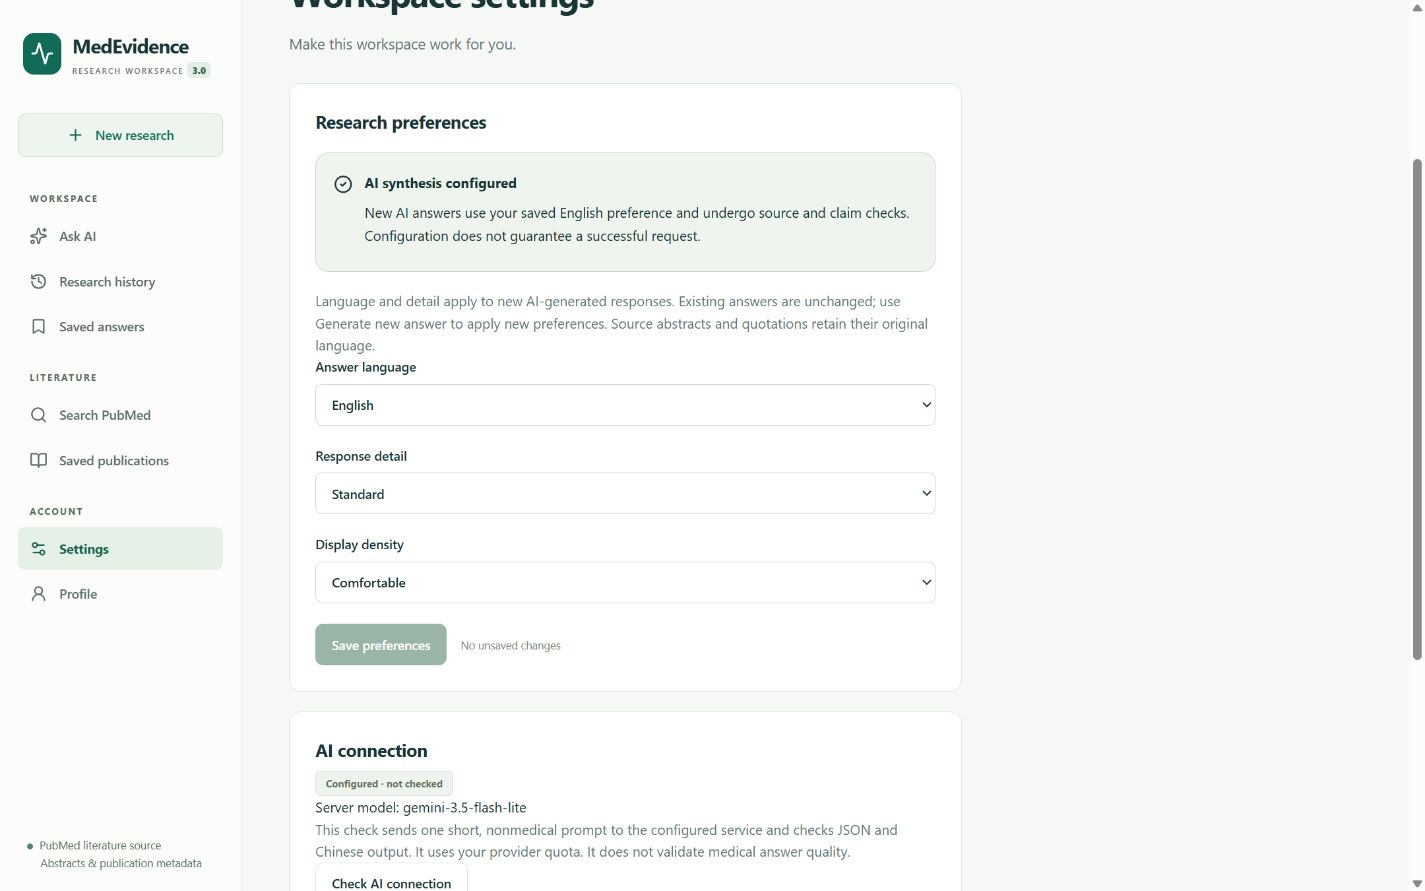 MedEvidence
RESEARCH WORKSPACE 3.0
New research
WORKSPACE
Ask AI
Research history
Saved answers
LITERATURE
Search PubMed
Saved publications
ACCOUNT
Settings
Profile
PubMed literature source
Abstracts & publication metadata
Workspace settings
Make this workspace work for you.
Research preferences
AI synthesis configured
New AI answers use your saved English preference and undergo source and claim checks.
Configuration does not guarantee a successful request.
Language and detail apply to new AI-generated responses. Existing answers are unchanged; use
Generate new answer to apply new preferences. Source abstracts and quotations retain their original
language.
Answer language
English
Response detail
Standard
Display density
Comfortable
Save preferences
No unsaved changes
AI connection
Configured · not checked
Server model: gemini-3.5-flash-lite
This check sends one short, nonmedical prompt to the configured service and checks JSON and
Chinese output. It uses your provider quota. It does not validate medical answer quality.
Check AI connection